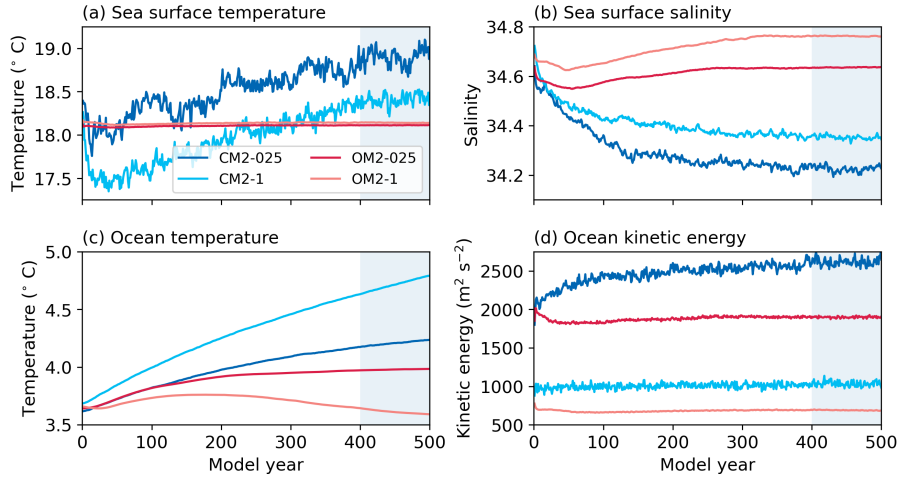 (a) Sea surface temperature
Temperature (° C)
19.0
18.5
18.0
17.5
CM2-025
CM2-1
OM2-025
OM2-1
(b) Sea surface salinity
Salinity
34.8
34.6
34.4
34.2
(c) Ocean temperature
Temperature (° C)
5.0
4.5
4.0
3.5
0 100 200 300 400 500
Model year
(d) Ocean kinetic energy
Kinetic energy (m² s⁻²)
2500
2000
1500
1000
500
0 100 200 300 400 500
Model year